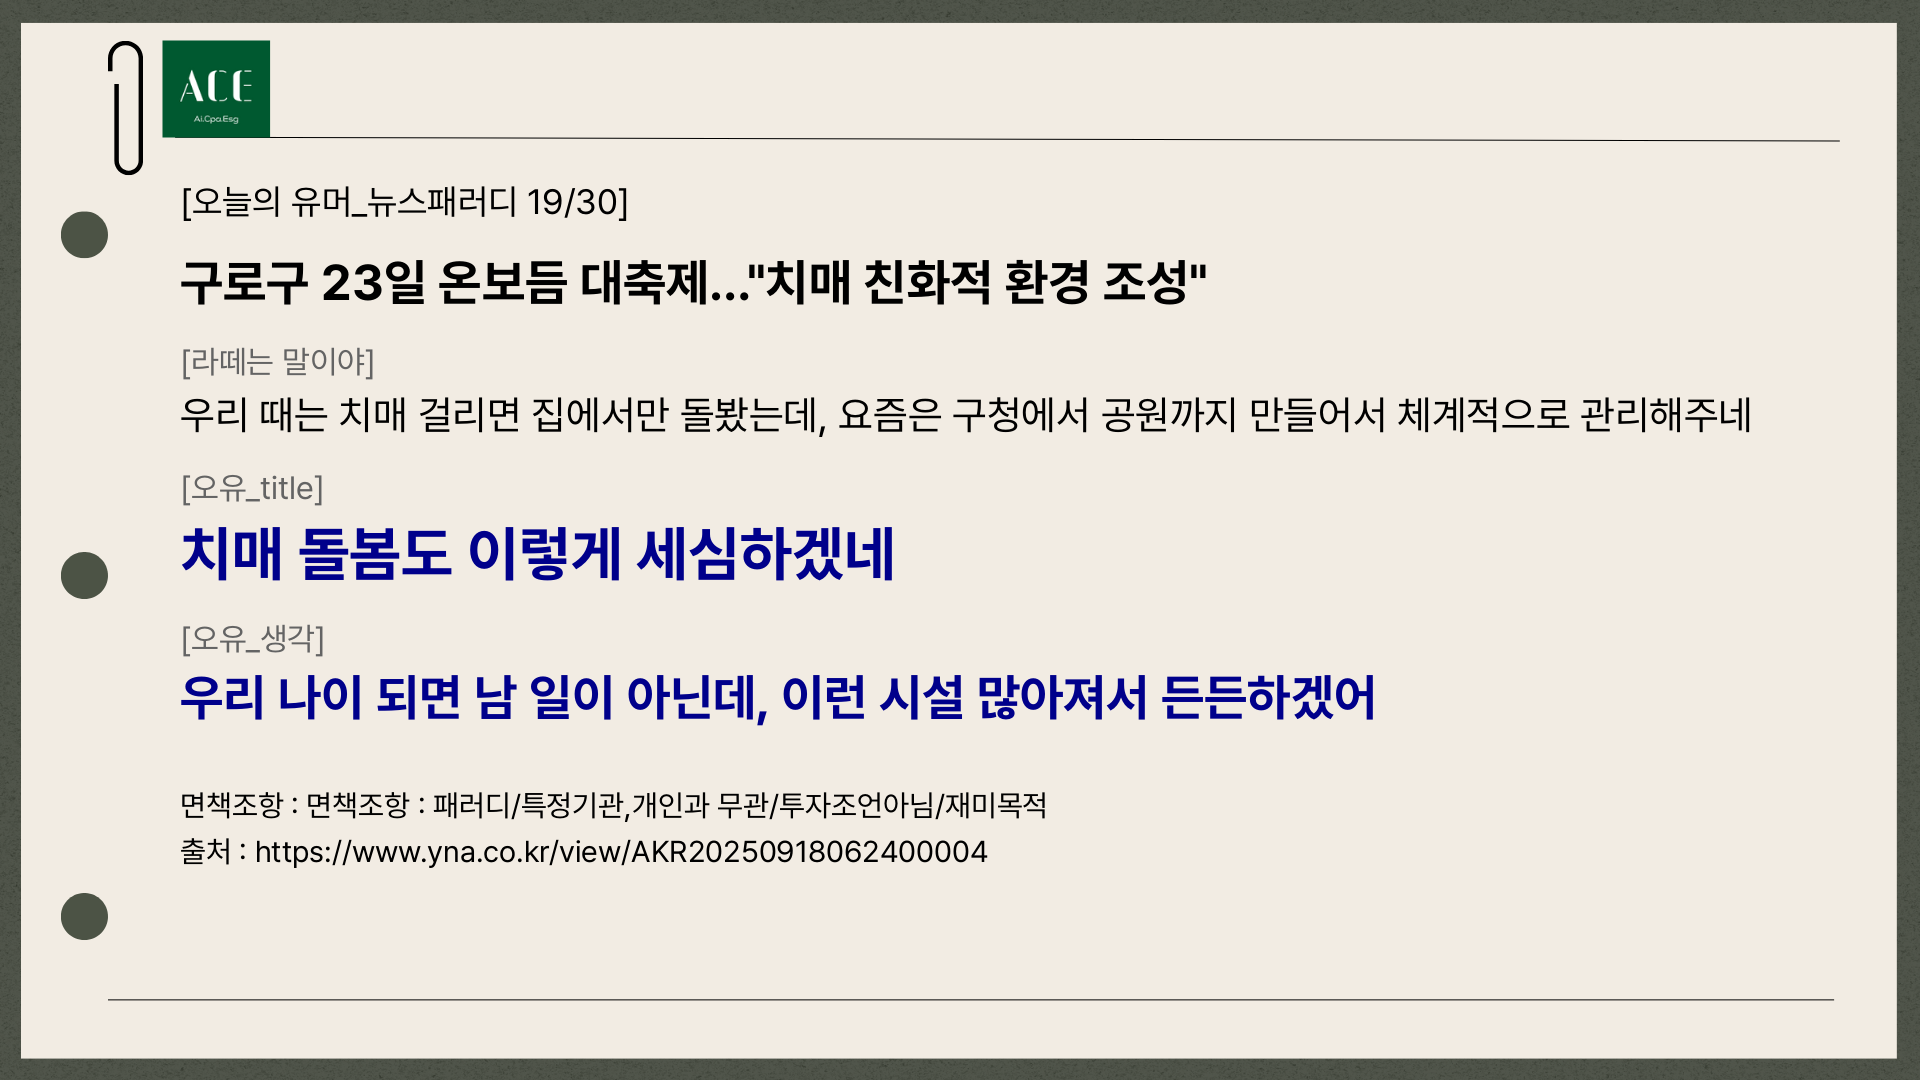 ACE
Ai.Cpa.Esg
[오늘의 유머_뉴스패러디 19/30]
구로구 23일 온보듬 대축제..."치매 친화적 환경 조성"
[라떼는 말이야]
우리 때는 치매 걸리면 집에서만 돌봤는데, 요즘은 구청에서 공원까지 만들어서 체계적으로 관리해주네
[오유_title]
치매 돌봄도 이렇게 세심하겠네
[오유_생각]
우리 나이 되면 남 일이 아닌데, 이런 시설 많아져서 든든하겠어
면책조항 : 면책조항 : 패러디/특정기관,개인과 무관/투자조언아님/재미목적
출처 : https://www.yna.co.kr/view/AKR20250918062400004